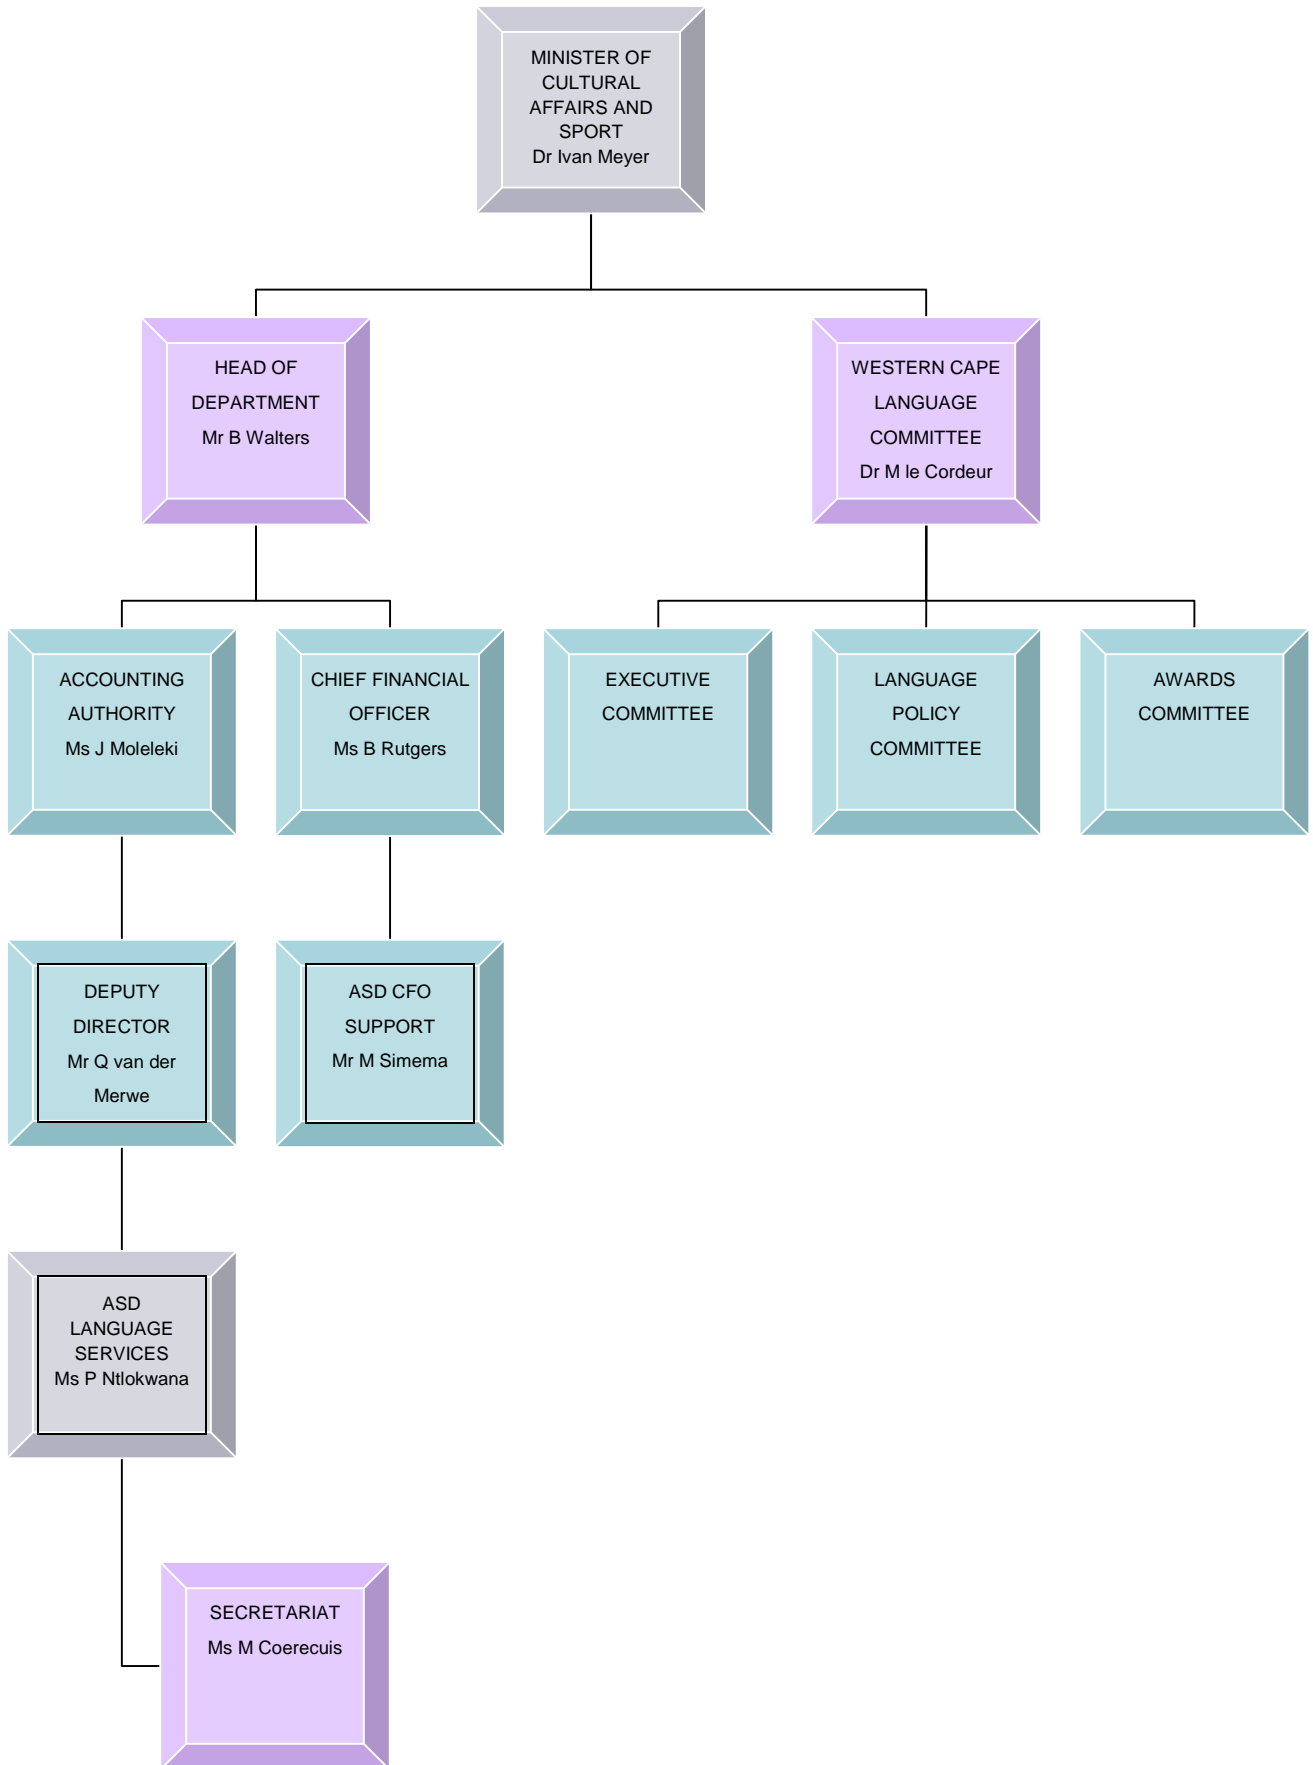 MINISTER OF
CULTURAL
AFFAIRS AND
SPORT
Dr Ivan Meyer
HEAD OF
DEPARTMENT
Mr B Walters
WESTERN CAPE
LANGUAGE
COMMITTEE
Dr M le Cordeur
ACCOUNTING
AUTHORITY
Ms J Moleleki
CHIEF FINANCIAL
OFFICER
Ms B Rutgers
EXECUTIVE
COMMITTEE
LANGUAGE
POLICY
COMMITTEE
AWARDS
COMMITTEE
DEPUTY
DIRECTOR
Mr Q van der
Merwe
ASD CFO
SUPPORT
Mr M Simema
ASD
LANGUAGE
SERVICES
Ms P Ntlokwana
SECRETARIAT
Ms M Coerecuis